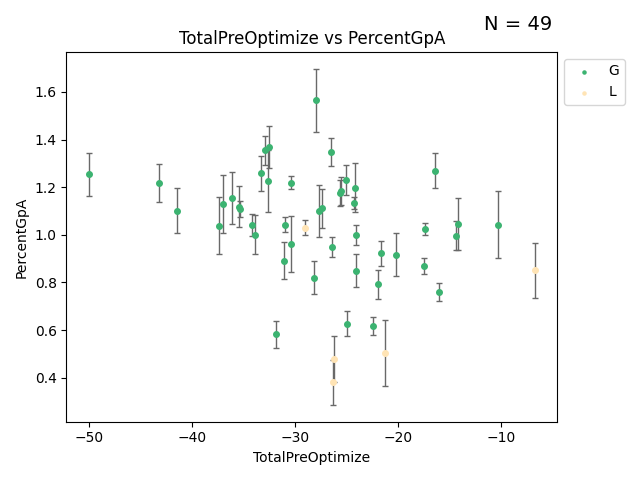 N = 49
TotalPreOptimize vs PercentGpA
G
L
PercentGpA
1.6
1.4
1.2
1.0
0.8
0.6
0.4
−50
−40
−30
−20
−10
TotalPreOptimize